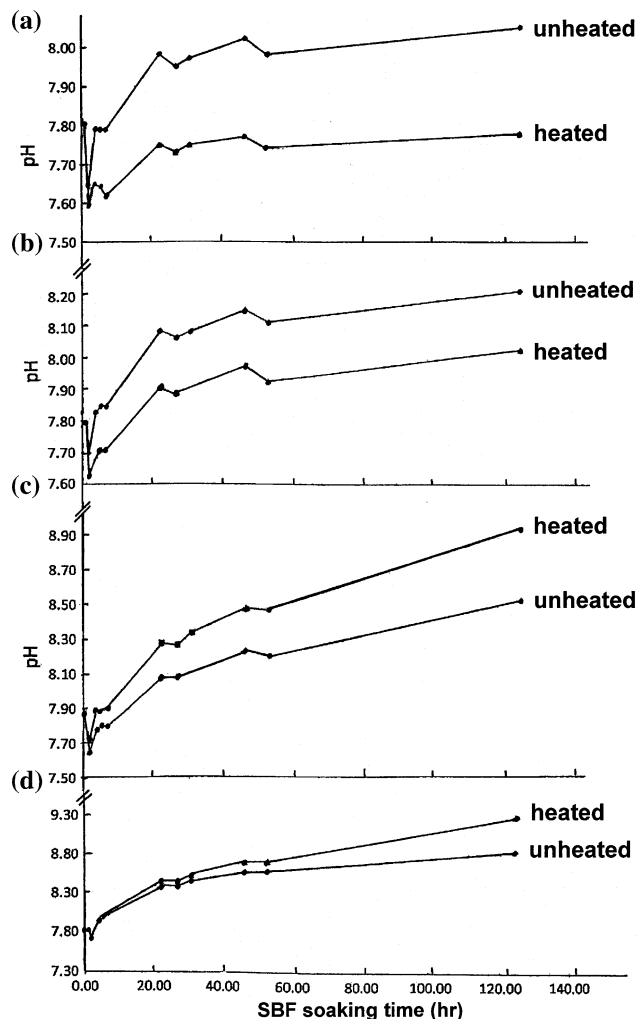 (a)
8.00
unheated
7.90
7.80
heated
7.70
7.60
7.50
pH
(b)
8.20
unheated
8.10
8.00
heated
7.90
7.80
7.70
7.60
pH
(c)
8.90
heated
8.70
8.50
unheated
8.30
8.10
7.90
7.70
7.50
pH
(d)
9.30
heated
8.80
unheated
8.30
7.80
7.30
0.00 20.00 40.00 60.00 80.00 100.00 120.00 140.00
SBF soaking time (hr)